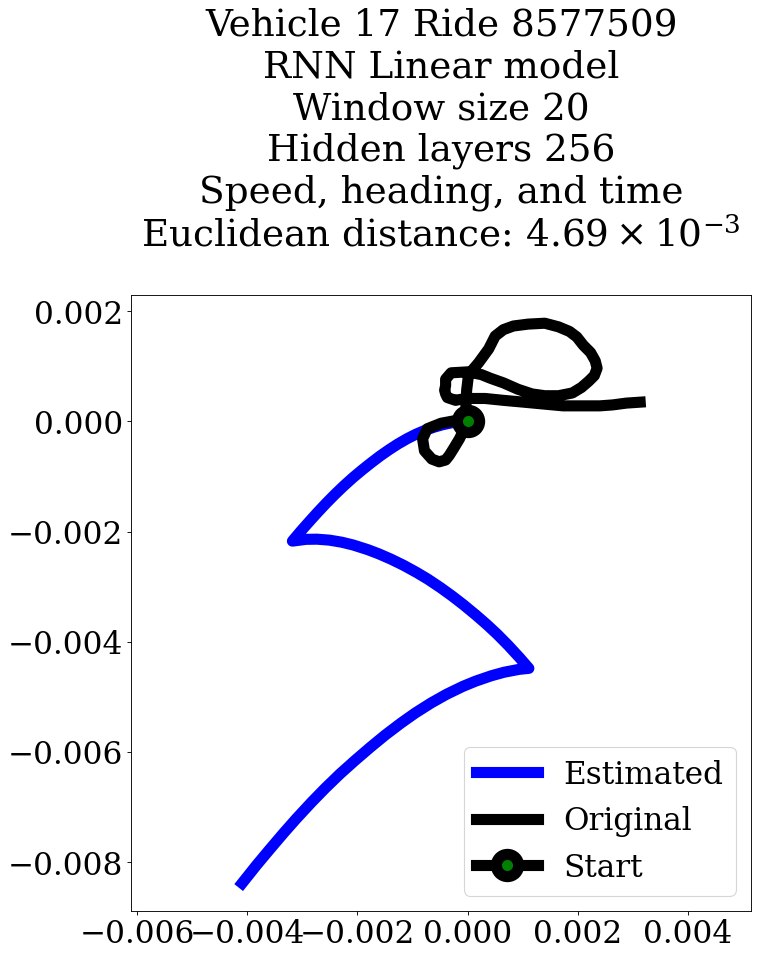 Vehicle 17 Ride 8577509
RNN Linear model
Window size 20
Hidden layers 256
Speed, heading, and time
Euclidean distance: 4.69 × 10⁻³
0.002
0.000
−0.002
−0.004
−0.006
−0.008
Estimated
Original
Start
−0.006 −0.004 −0.002 0.000 0.002 0.004